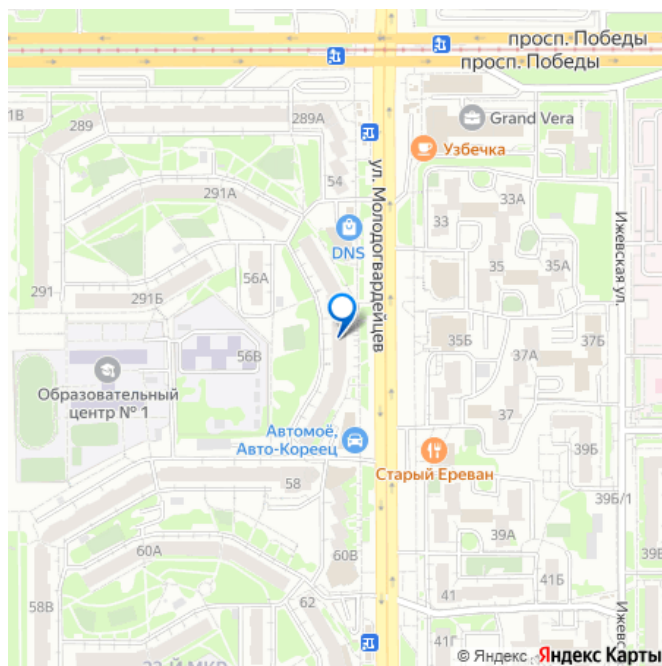 просп. Победы
просп. Победы
289
289А
Grand Vera
1В
Узбечка
54
ул. Молодогвардейцев
291А
33А
33
DNS
Ижевская ул.
35
35А
56А
291
291Б
35Б
37Б
56В
37А
Образовательный
центр № 1
37
Автомоё,
Авто-Кореец
39Б
Старый Ереван
58
39Б/1
39А
60А
60В
41Б
58В
62
41
41Г
© Яндекс Яндекс Карты